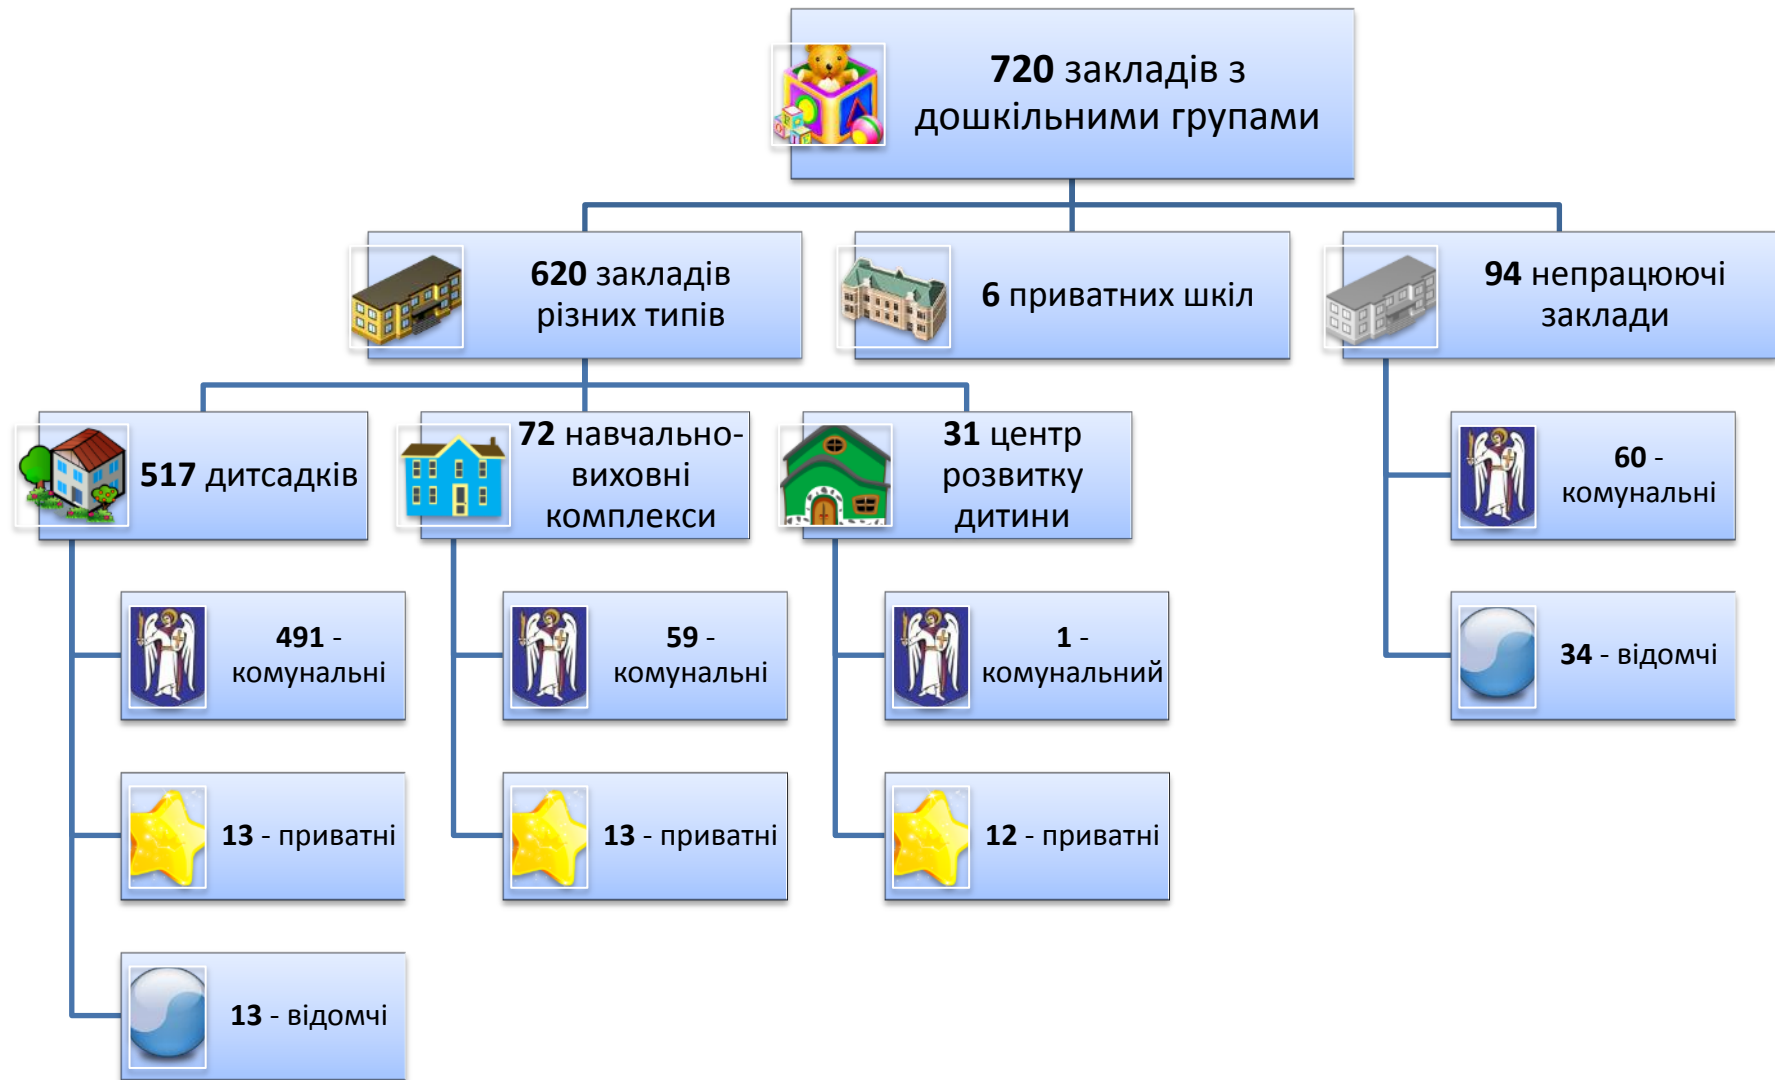 720 закладів з
дошкільними групами
620 закладів
різних типів
6 приватних шкіл
94 непрацюючі
заклади
517 дитсадків
72 навчально-
виховні
комплекси
31 центр
розвитку
дитини
60 -
комунальні
491 -
комунальні
59 -
комунальні
1 -
комунальний
34 - відомчі
13 - приватні
13 - приватні
12 - приватні
13 - відомчі